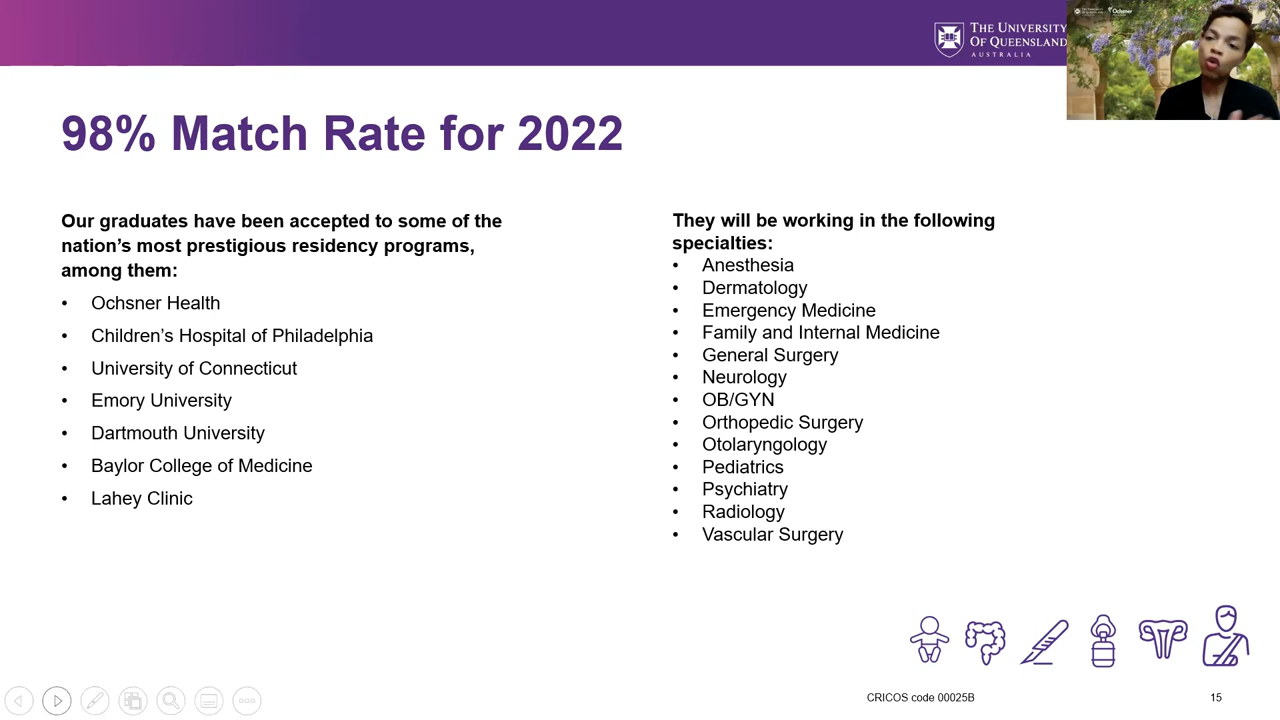 THE UNIVERSITY
OF QUEENSLAND
AUSTRALIA
Ochsner
98% Match Rate for 2022
Our graduates have been accepted to some of the
nation’s most prestigious residency programs,
among them:
• Ochsner Health
• Children’s Hospital of Philadelphia
• University of Connecticut
• Emory University
• Dartmouth University
• Baylor College of Medicine
• Lahey Clinic
They will be working in the following
specialties:
• Anesthesia
• Dermatology
• Emergency Medicine
• Family and Internal Medicine
• General Surgery
• Neurology
• OB/GYN
• Orthopedic Surgery
• Otolaryngology
• Pediatrics
• Psychiatry
• Radiology
• Vascular Surgery
CRICOS code 00025B
15